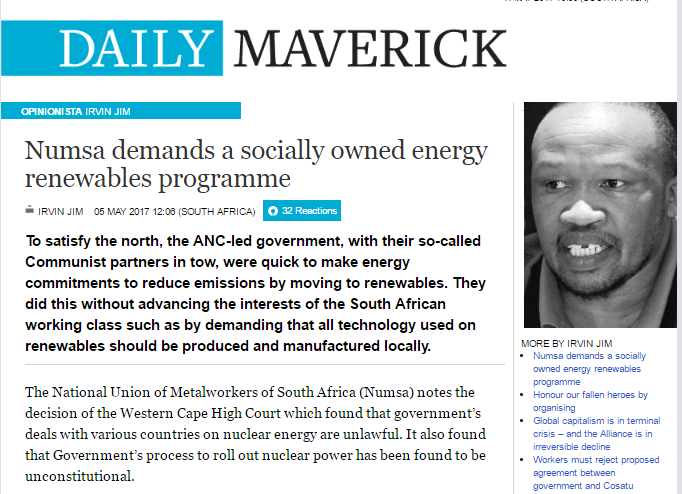 DAILY MAVERICK
OPINIONISTA IRVIN JIM
Numsa demands a socially owned energy
renewables programme
IRVIN JIM 05 MAY 2017 12:06 (SOUTH AFRICA) 32 Reactions
To satisfy the north, the ANC-led government, with their so-called
Communist partners in tow, were quick to make energy
commitments to reduce emissions by moving to renewables. They
did this without advancing the interests of the South African
working class such as by demanding that all technology used on
renewables should be produced and manufactured locally.
The National Union of Metalworkers of South Africa (Numsa) notes the
decision of the Western Cape High Court which found that government's
deals with various countries on nuclear energy are unlawful. It also found
that Government's process to roll out nuclear power has been found to be
unconstitutional.
MORE BY IRVIN JIM
Numsa demands a socially
owned energy renewables
programme
Honour our fallen heroes by
organising
Global capitalism is in terminal
crisis – and the Alliance is in
irreversible decline
Workers must reject proposed
agreement between
government and Cosatu